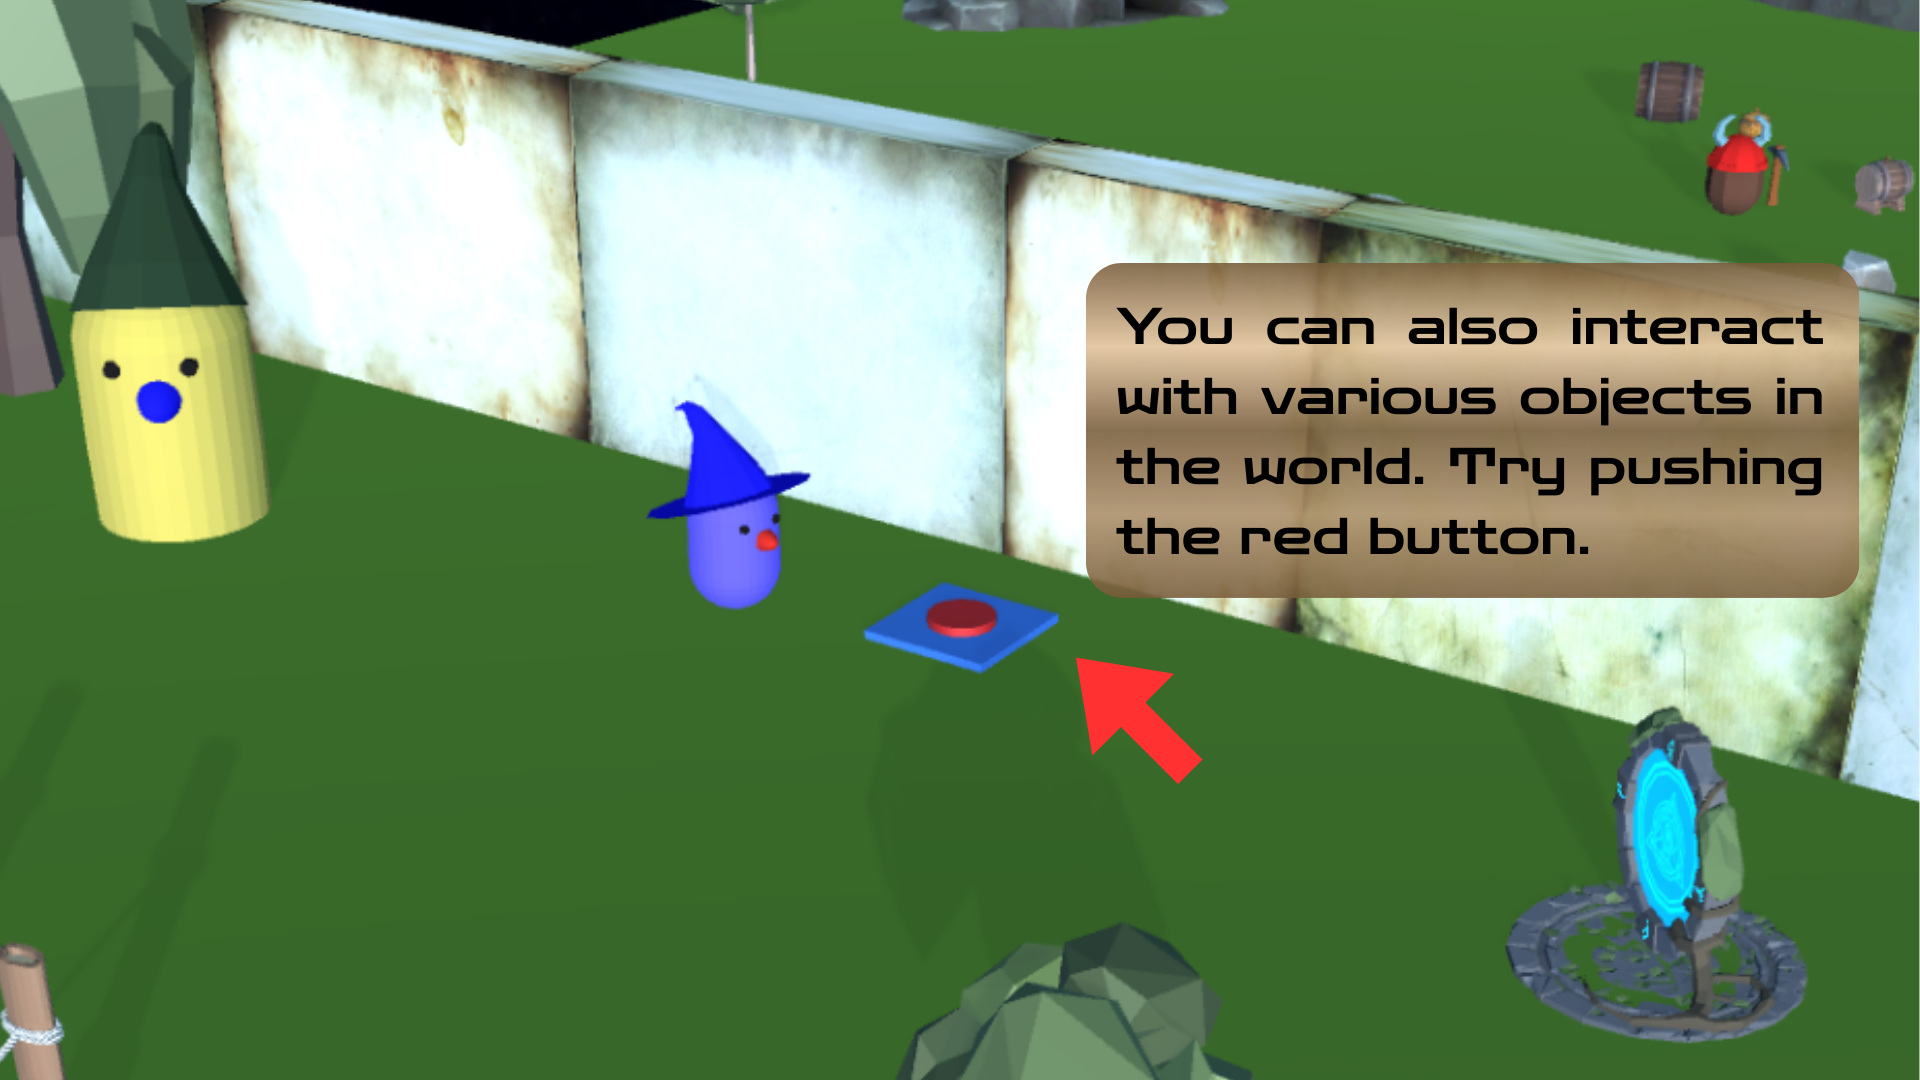 You can also interact
with various objects in
the world. Try pushing
the red button.